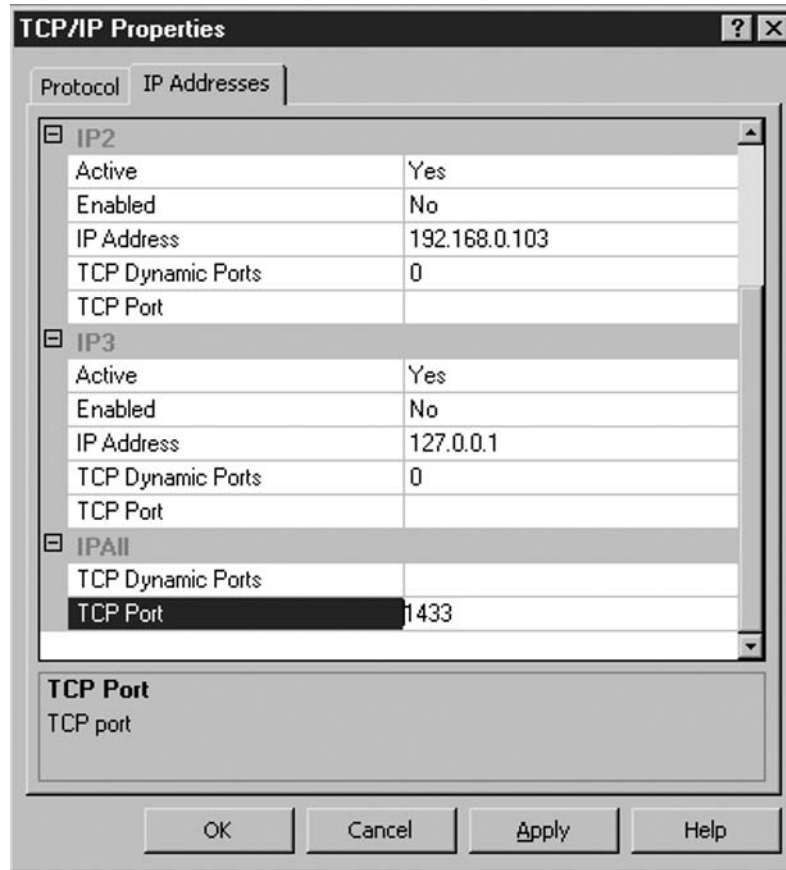 TCP/IP Properties
Protocol IP Addresses
IP2
Active Yes
Enabled No
IP Address 192.168.0.103
TCP Dynamic Ports 0
TCP Port
IP3
Active Yes
Enabled No
IP Address 127.0.0.1
TCP Dynamic Ports 0
TCP Port
IPAll
TCP Dynamic Ports
TCP Port 1433
TCP Port
TCP port
OK Cancel Apply Help